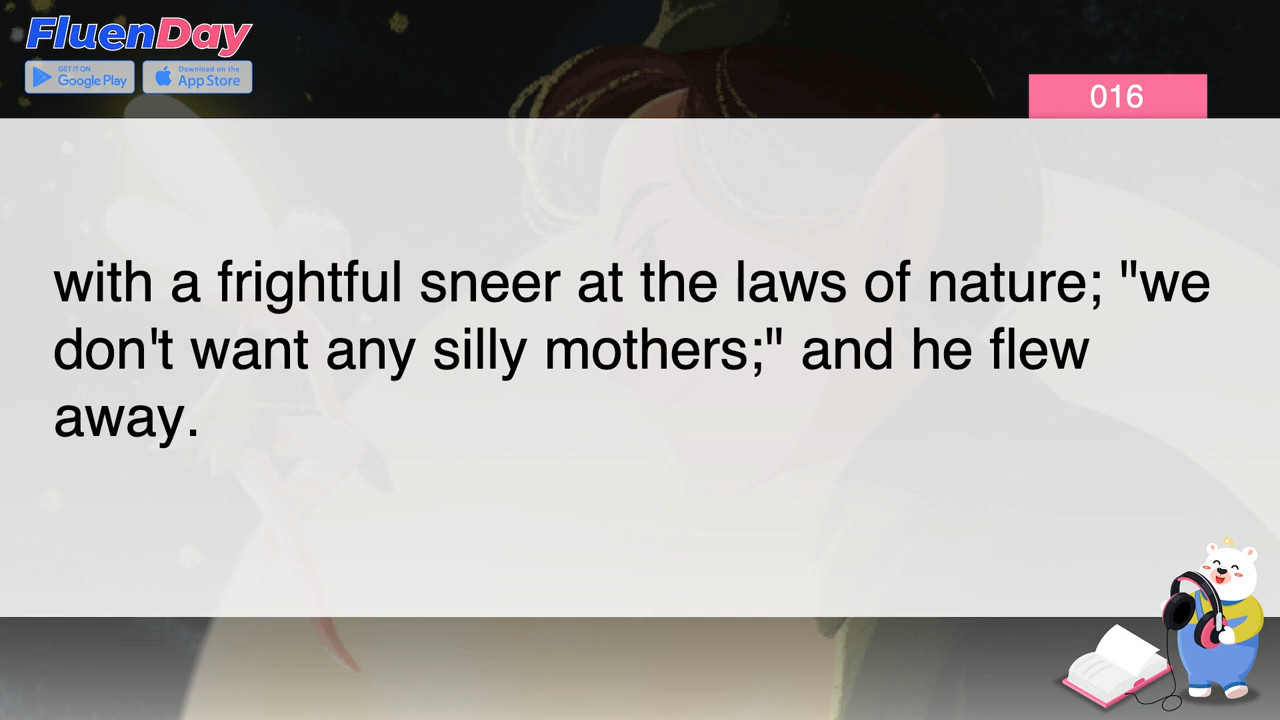 FluenDay
GET IT ON
Google Play
Download on the
App Store
016
with a frightful sneer at the laws of nature; "we
don't want any silly mothers;" and he flew
away.